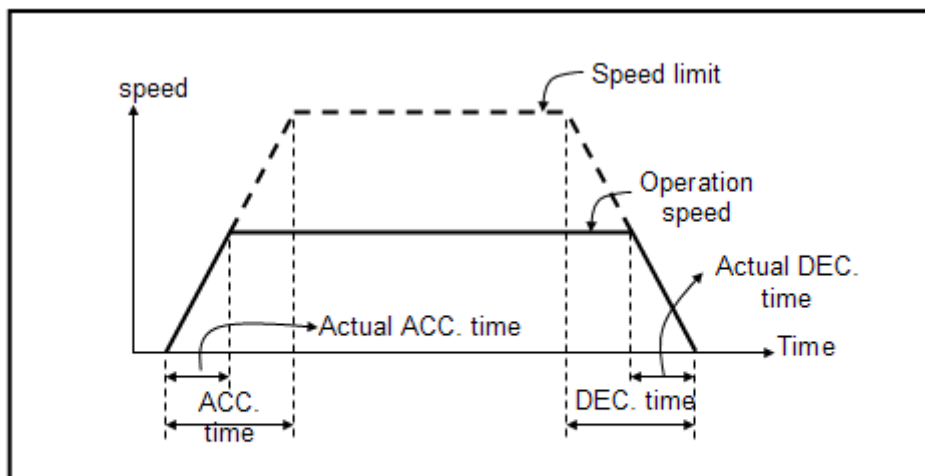 Speed limit
speed
Operation
speed
Actual DEC.
time
Actual ACC. time
Time
ACC.
time
DEC. time